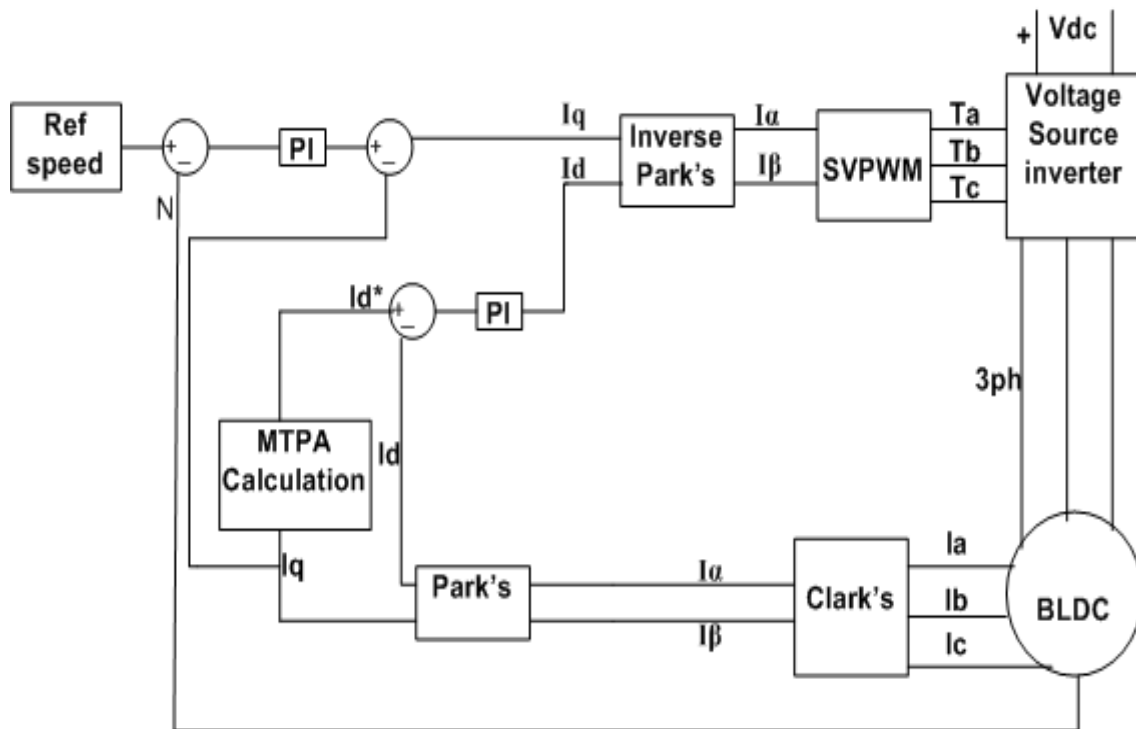 + Vdc
Ref
speed
+
−
PI
+
−
Iq
Id
Inverse
Park's
Iα
Iβ
SVPWM
Ta
Tb
Tc
Voltage
Source
inverter
N
Id*
+
−
PI
3ph
MTPA
Calculation
Id
Iq
Park's
Iα
Iβ
Clark's
Ia
Ib
Ic
BLDC